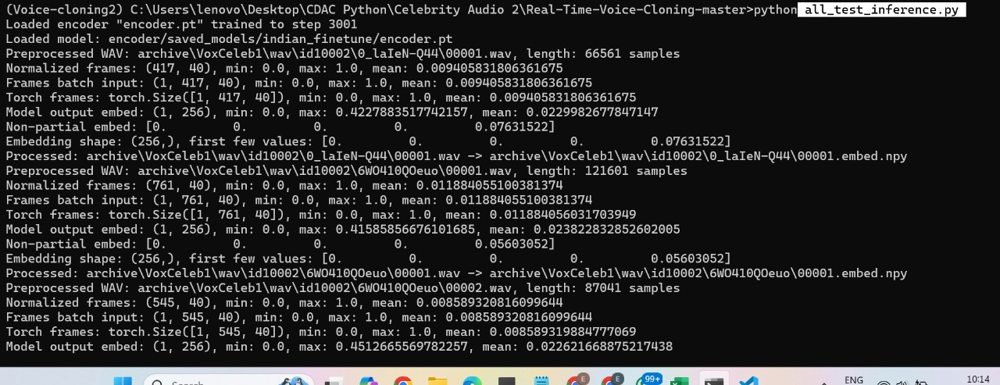 (Voice-cloning2) C:\Users\lenovo\Desktop\CDAC Python\Celebrity Audio 2\Real-Time-Voice-Cloning-master>python all_test_inference.py
Loaded encoder "encoder.pt" trained to step 3001
Loaded model: encoder/saved_models/indian_finetune/encoder.pt
Preprocessed WAV: archive\VoxCeleb1\wav\id10002\0_laIeN-Q44\00001.wav, length: 66561 samples
Normalized frames: (417, 40), min: 0.0, max: 1.0, mean: 0.009405831806361675
Frames batch input: (1, 417, 40), min: 0.0, max: 1.0, mean: 0.009405831806361675
Torch frames: torch.Size([1, 417, 40]), min: 0.0, max: 1.0, mean: 0.009405831806361675
Model output embed: (1, 256), min: 0.0, max: 0.4227883517742157, mean: 0.0229982677847147
Non-partial embed: [0. 0. 0. 0. 0.07631522]
Embedding shape: (256,), first few values: [0. 0. 0. 0. 0.07631522]
Processed: archive\VoxCeleb1\wav\id10002\0_laIeN-Q44\00001.wav -> archive\VoxCeleb1\wav\id10002\0_laIeN-Q44\00001.embed.npy
Preprocessed WAV: archive\VoxCeleb1\wav\id10002\6WO410QOeuo\00001.wav, length: 121601 samples
Normalized frames: (761, 40), min: 0.0, max: 1.0, mean: 0.011884055100381374
Frames batch input: (1, 761, 40), min: 0.0, max: 1.0, mean: 0.011884055100381374
Torch frames: torch.Size([1, 761, 40]), min: 0.0, max: 1.0, mean: 0.011884056031703949
Model output embed: (1, 256), min: 0.0, max: 0.41585856676101685, mean: 0.023822832852602005
Non-partial embed: [0. 0. 0. 0. 0.05603052]
Embedding shape: (256,), first few values: [0. 0. 0. 0. 0.05603052]
Processed: archive\VoxCeleb1\wav\id10002\6WO410QOeuo\00001.wav -> archive\VoxCeleb1\wav\id10002\6WO410QOeuo\00001.embed.npy
Preprocessed WAV: archive\VoxCeleb1\wav\id10002\6WO410QOeuo\00002.wav, length: 87041 samples
Normalized frames: (545, 40), min: 0.0, max: 1.0, mean: 0.008589320816099644
Frames batch input: (1, 545, 40), min: 0.0, max: 1.0, mean: 0.008589320816099644
Torch frames: torch.Size([1, 545, 40]), min: 0.0, max: 1.0, mean: 0.008589319884777069
Model output embed: (1, 256), min: 0.0, max: 0.4512665569782257, mean: 0.022621668875217438
Search E E 99+ ENG 10:14